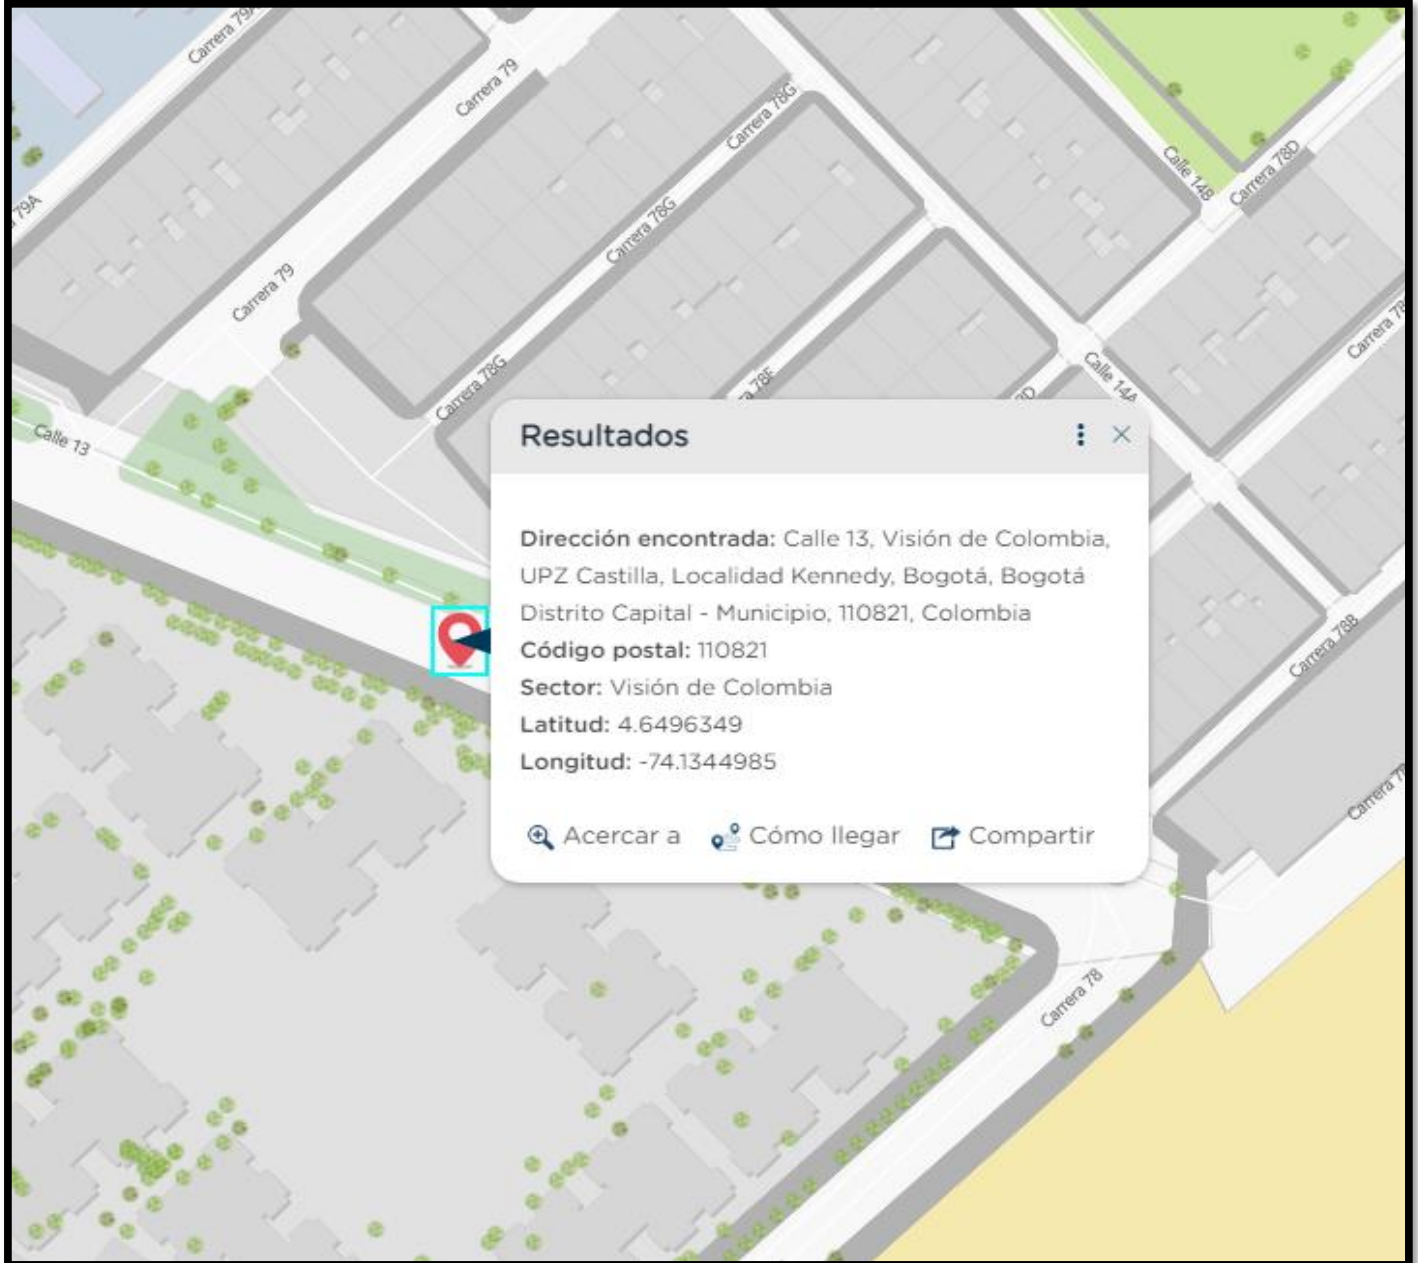 Carrera 79A
Carrera 79
Carrera 78G
Calle 14B
Carrera 78D
79A
Carrera 78G
Carrera 79
Carrera 78
Carrera 78G
78F
Calle 14A
Calle 13
Resultados
Dirección encontrada: Calle 13, Visión de Colombia,
UPZ Castilla, Localidad Kennedy, Bogotá, Bogotá
Distrito Capital - Municipio, 110821, Colombia
Código postal: 110821
Sector: Visión de Colombia
Latitud: 4.6496349
Longitud: -74.1344985
Acercar a Cómo llegar Compartir
Carrera 78B
Carrera 7
Carrera 78